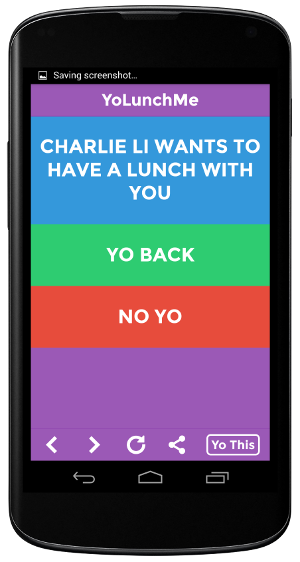 Saving screenshot...
YoLunchMe
CHARLIE LI WANTS TO
HAVE A LUNCH WITH
YOU
YO BACK
NO YO
Yo This